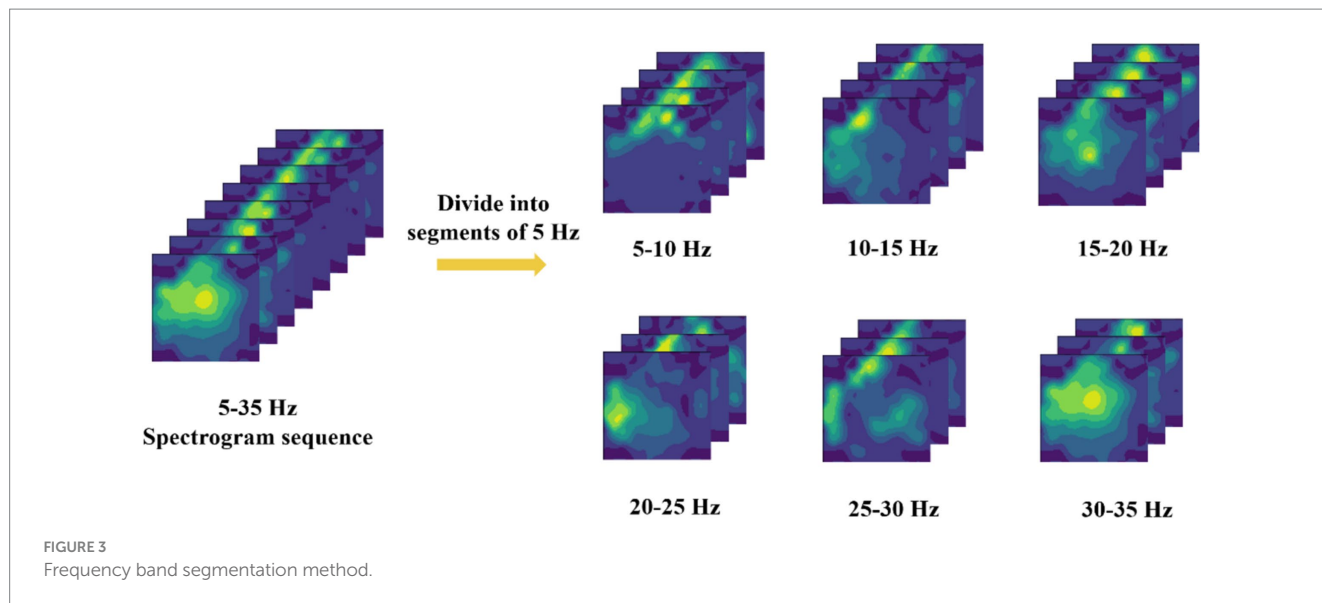 Divide into
segments of 5 Hz
5-35 Hz
Spectrogram sequence
5-10 Hz
10-15 Hz
15-20 Hz
20-25 Hz
25-30 Hz
30-35 Hz
FIGURE 3
Frequency band segmentation method.